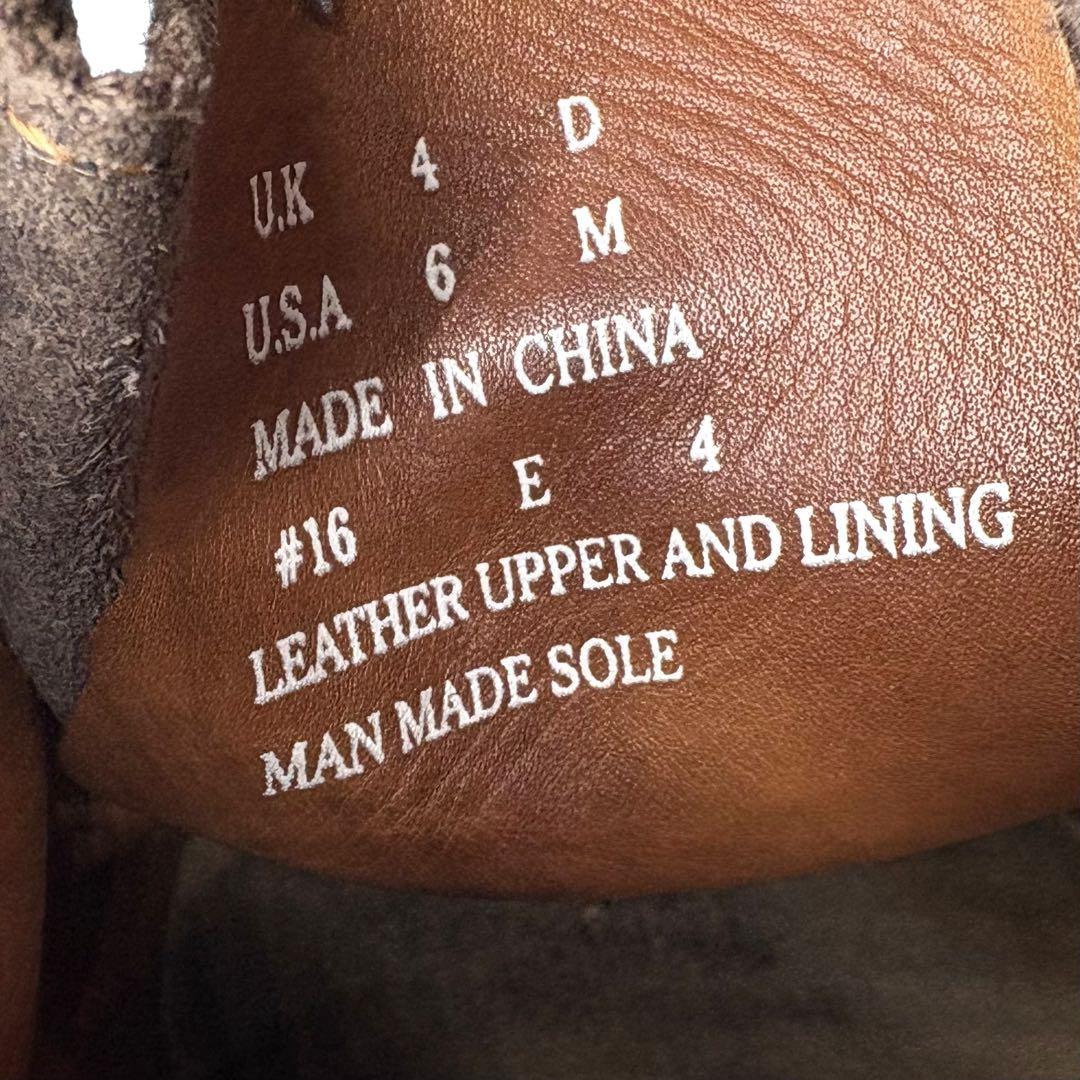 U.K 4 D
U.S.A 6 M
MADE IN CHINA
#16 E 4
LEATHER UPPER AND LINING
MAN MADE SOLE